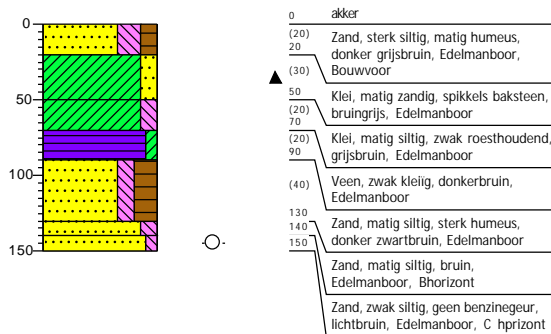 0
50
100
150
0 akker
(20) Zand, sterk siltig, matig humeus,
20 donker grijsbruin, Edelmanboor,
(30) Bouwvoor
50 Klei, matig zandig, spikkels baksteen,
(20) bruingrijs, Edelmanboor
70 Klei, matig siltig, zwak roesthoudend,
(20) grijsbruin, Edelmanboor
90
Veen, zwak kleiïg, donkerbruin,
(40) Edelmanboor
130 Zand, matig siltig, sterk humeus,
140 donker zwartbruin, Edelmanboor
150
Zand, matig siltig, bruin,
Edelmanboor, Bhorizont
Zand, zwak siltig, geen benzinegeur,
lichtbruin, Edelmanboor, C hprizont